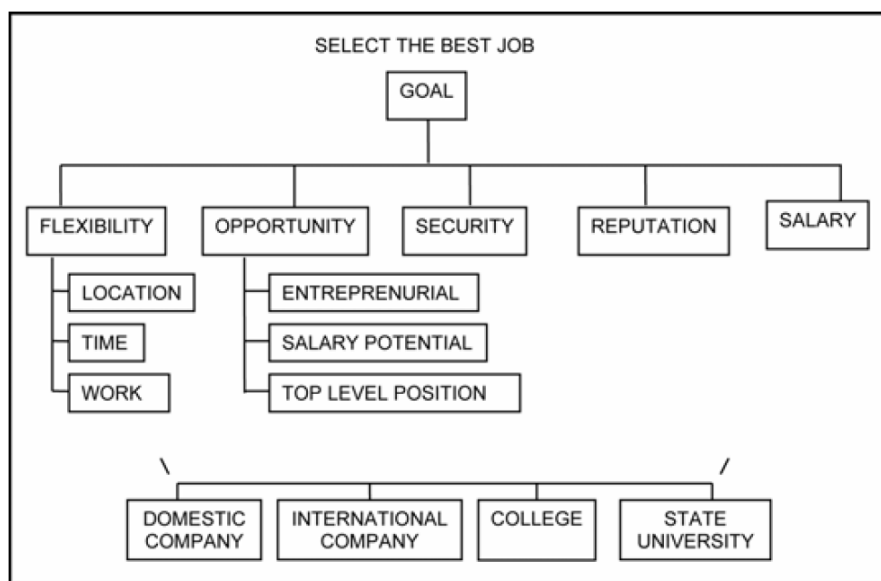 SELECT THE BEST JOB
GOAL
FLEXIBILITY
OPPORTUNITY
SECURITY
REPUTATION
SALARY
LOCATION
TIME
WORK
ENTREPRENURIAL
SALARY POTENTIAL
TOP LEVEL POSITION
DOMESTIC
COMPANY
INTERNATIONAL
COMPANY
COLLEGE
STATE
UNIVERSITY